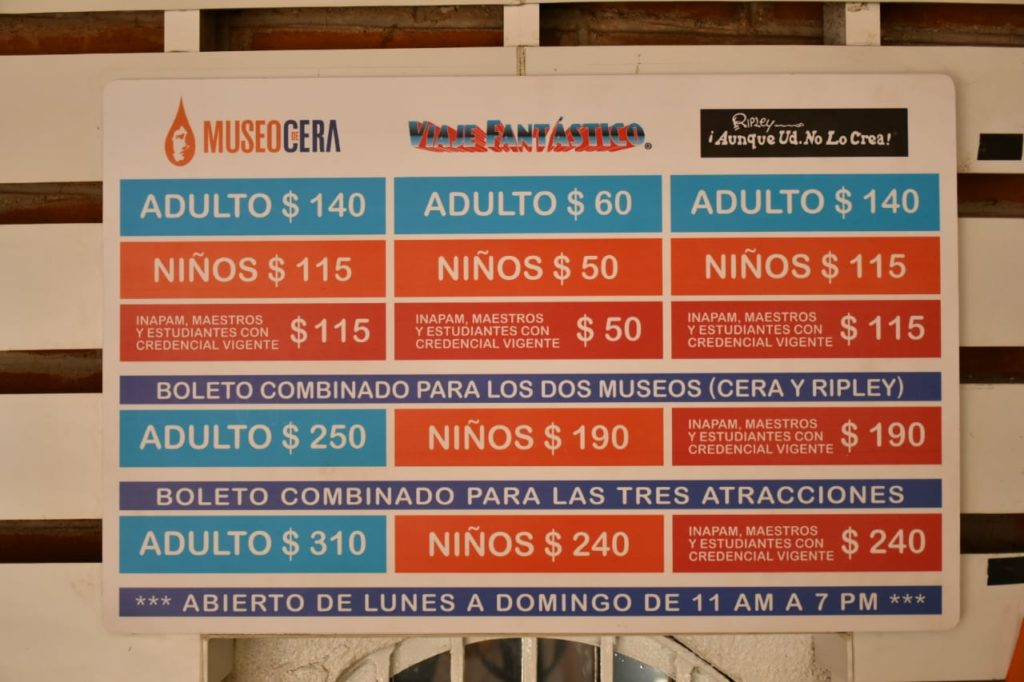 MUSEO DE CERA
VIAJE FANTÁSTICO®
RIPLEY
¡Aunque Ud. No Lo Crea!
ADULTO $ 140
ADULTO $ 60
ADULTO $ 140
NIÑOS $ 115
NIÑOS $ 50
NIÑOS $ 115
INAPAM, MAESTROS
Y ESTUDIANTES CON
CREDENCIAL VIGENTE
$ 115
INAPAM, MAESTROS
Y ESTUDIANTES CON
CREDENCIAL VIGENTE
$ 50
INAPAM, MAESTROS
Y ESTUDIANTES CON
CREDENCIAL VIGENTE
$ 115
BOLETO COMBINADO PARA LOS DOS MUSEOS (CERA Y RIPLEY)
ADULTO $ 250
NIÑOS $ 190
INAPAM, MAESTROS
Y ESTUDIANTES CON
CREDENCIAL VIGENTE
$ 190
BOLETO COMBINADO PARA LAS TRES ATRACCIONES
ADULTO $ 310
NIÑOS $ 240
INAPAM, MAESTROS
Y ESTUDIANTES CON
CREDENCIAL VIGENTE
$ 240
*** ABIERTO DE LUNES A DOMINGO DE 11 AM A 7 PM ***